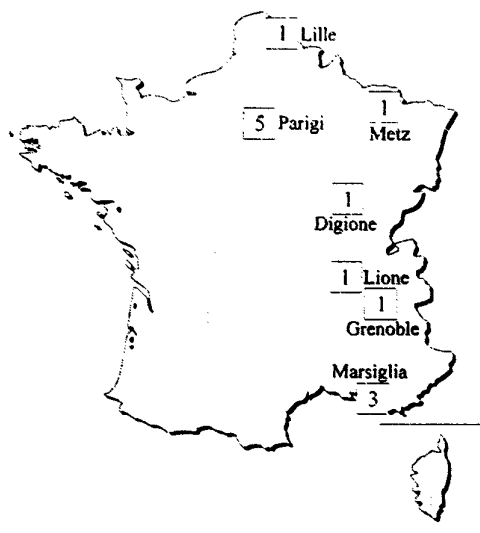 1 Lille
5 Parigi
1
Metz
1
Digione
1 Lione
1
Grenoble
Marsiglia
3